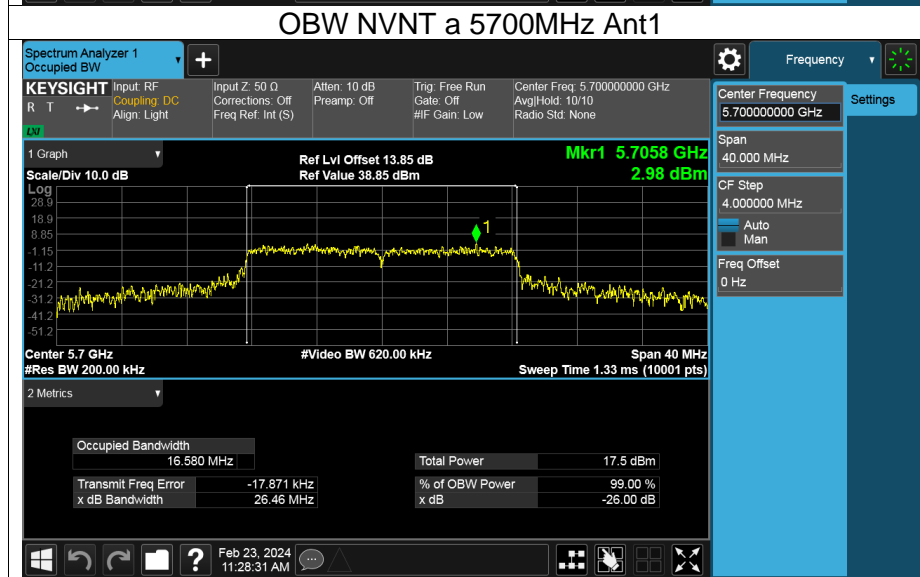 OBW NVNT a 5700MHz Ant1
Spectrum Analyzer 1
Occupied BW
+
Frequency
KEYSIGHT
R T
LXI
Input: RF
Coupling: DC
Align: Light
Input Z: 50 Ω
Corrections: Off
Freq Ref: Int (S)
Atten: 10 dB
Preamp: Off
Trig: Free Run
Gate: Off
#IF Gain: Low
Center Freq: 5.700000000 GHz
Avg|Hold: 10/10
Radio Std: None
Center Frequency
5.700000000 GHz
Settings
Span
40.000 MHz
CF Step
4.000000 MHz
Auto
Man
Freq Offset
0 Hz
1 Graph
Ref Lvl Offset 13.85 dB
Mkr1 5.7058 GHz
Scale/Div 10.0 dB
Ref Value 38.85 dBm
2.98 dBm
Log
28.9
18.9
8.85
-1.15
-11.2
-21.2
-31.2
-41.2
-51.2
1
Center 5.7 GHz
#Video BW 620.00 kHz
Span 40 MHz
#Res BW 200.00 kHz
Sweep Time 1.33 ms (10001 pts)
2 Metrics
Occupied Bandwidth
16.580 MHz
Total Power 17.5 dBm
Transmit Freq Error -17.871 kHz
% of OBW Power 99.00 %
x dB Bandwidth 26.46 MHz
x dB -26.00 dB
?
Feb 23, 2024
11:28:31 AM